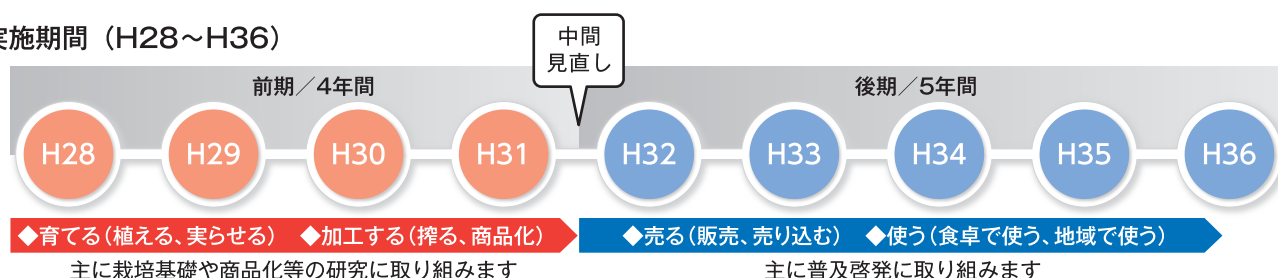 実施期間（H28～H36）
中間
見直し
前期／4年間
後期／5年間
H28 H29 H30 H31 H32 H33 H34 H35 H36
◆育てる（植える、実らせる） ◆加工する（搾る、商品化）
◆売る（販売、売り込む） ◆使う（食卓で使う、地域で使う）
主に栽培基礎や商品化等の研究に取り組みます
主に普及啓発に取り組みます